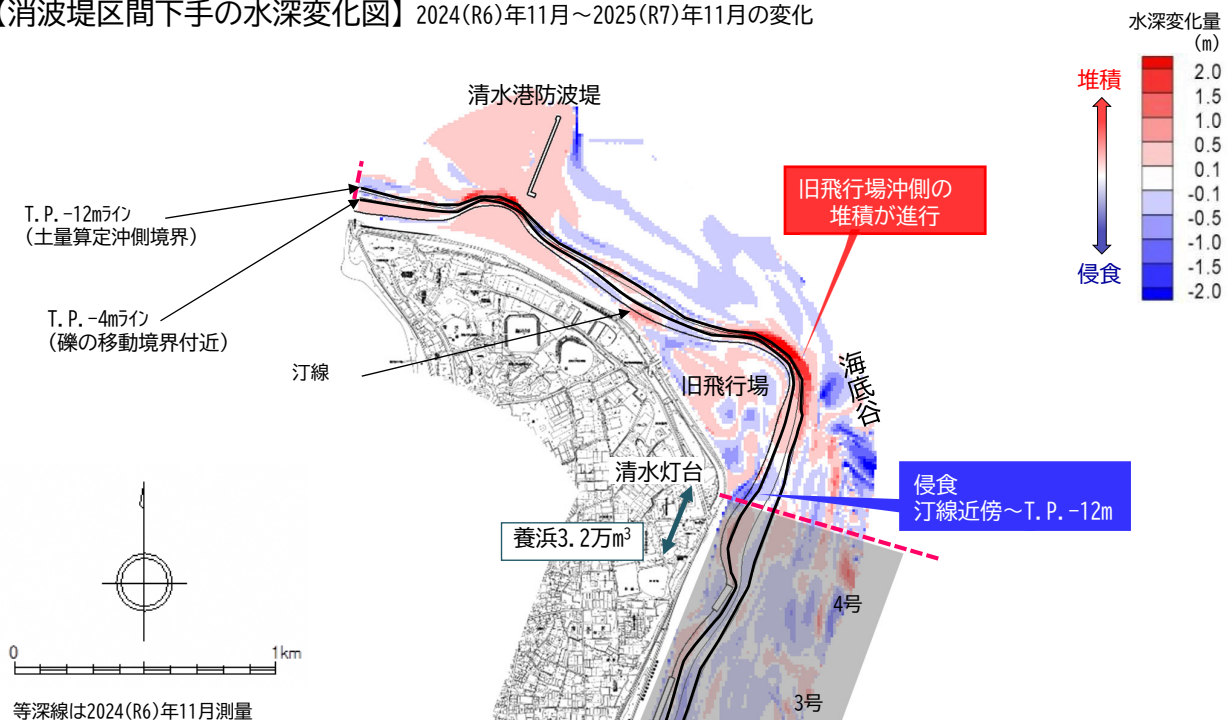 【消波堤区間下手の水深変化図】2024(R6)年11月～2025(R7)年11月の変化
水深変化量
(m)
堆積
侵食
2.0
1.5
1.0
0.5
0.1
-0.1
-0.5
-1.0
-1.5
-2.0
清水港防波堤
旧飛行場沖側の
堆積が進行
T.P.-12mライン
(土量算定沖側境界)
T.P.-4mライン
(礫の移動境界付近)
汀線
旧飛行場
海底谷
清水灯台
養浜3.2万m³
侵食
汀線近傍～T.P.-12m
4号
3号
0 1km
等深線は2024(R6)年11月測量